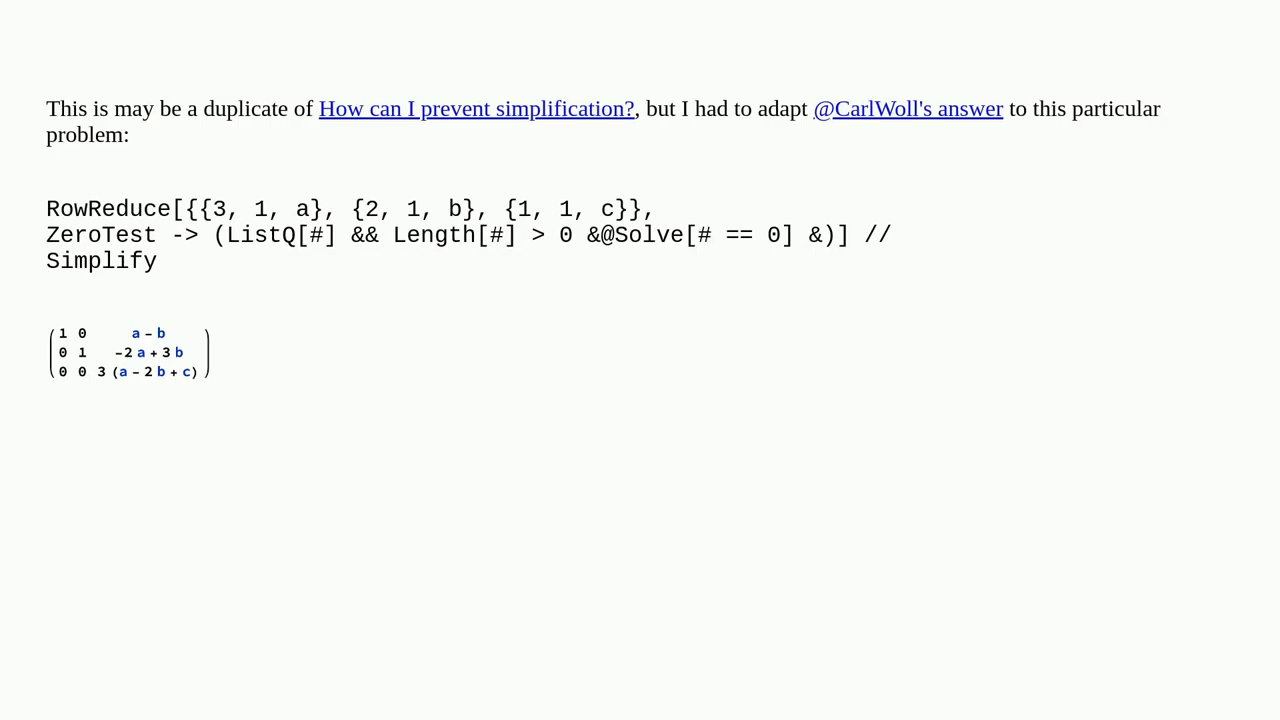 This is may be a duplicate of How can I prevent simplification?, but I had to adapt @CarlWoll's answer to this particular
problem:
RowReduce[{{3, 1, a}, {2, 1, b}, {1, 1, c}},
ZeroTest -> (ListQ[#] && Length[#] > 0 &@Solve[# == 0] &)] //
Simplify
1 0 a - b
0 1 -2 a + 3 b
0 0 3 (a - 2 b + c)